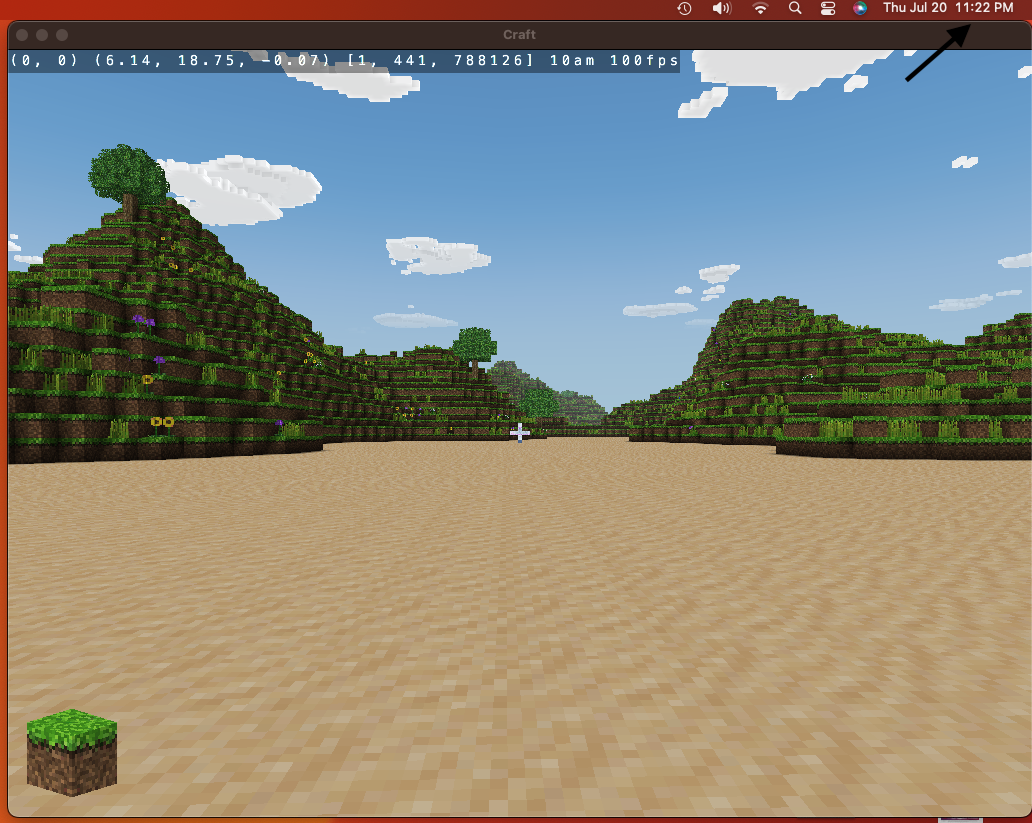 Thu Jul 20 11:22 PM
Craft
(0, 0) (6.14, 18.75, -0.07) [1, 441, 788126] 10am 100fps